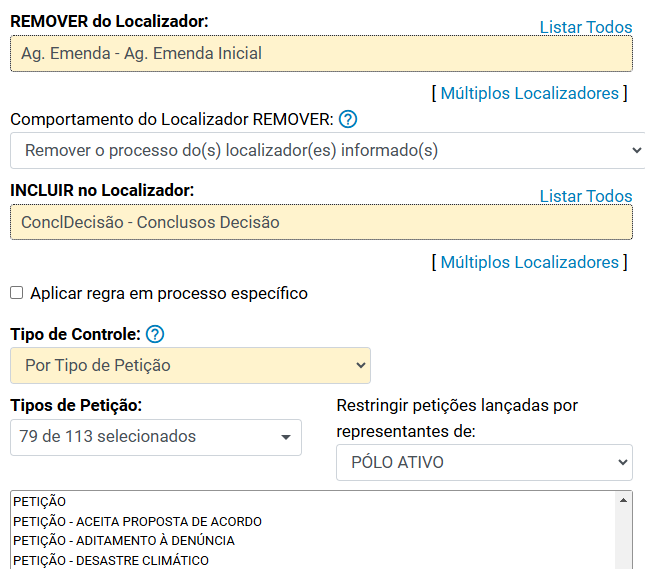 REMOVER do Localizador:
Listar Todos
Ag. Emenda - Ag. Emenda Inicial
[ Múltiplos Localizadores ]
Comportamento do Localizador REMOVER: ?
Remover o processo do(s) localizador(es) informado(s)
INCLUIR no Localizador:
Listar Todos
ConclDecisão - Conclusos Decisão
[ Múltiplos Localizadores ]
Aplicar regra em processo específico
Tipo de Controle: ?
Por Tipo de Petição
Tipos de Petição:
79 de 113 selecionados
Restringir petições lançadas por
representantes de:
PÓLO ATIVO
PETIÇÃO
PETIÇÃO - ACEITA PROPOSTA DE ACORDO
PETIÇÃO - ADITAMENTO À DENÚNCIA
PETIÇÃO - DESASTRE CLIMÁTICO